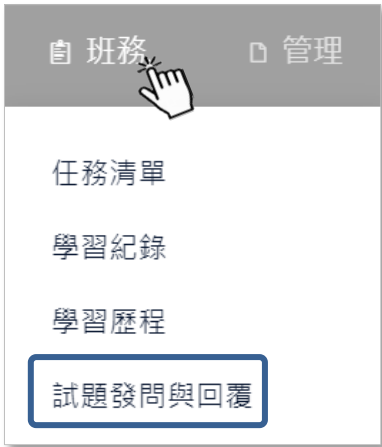 班務 管理
任務清單
學習紀錄
學習歷程
試題發問與回覆